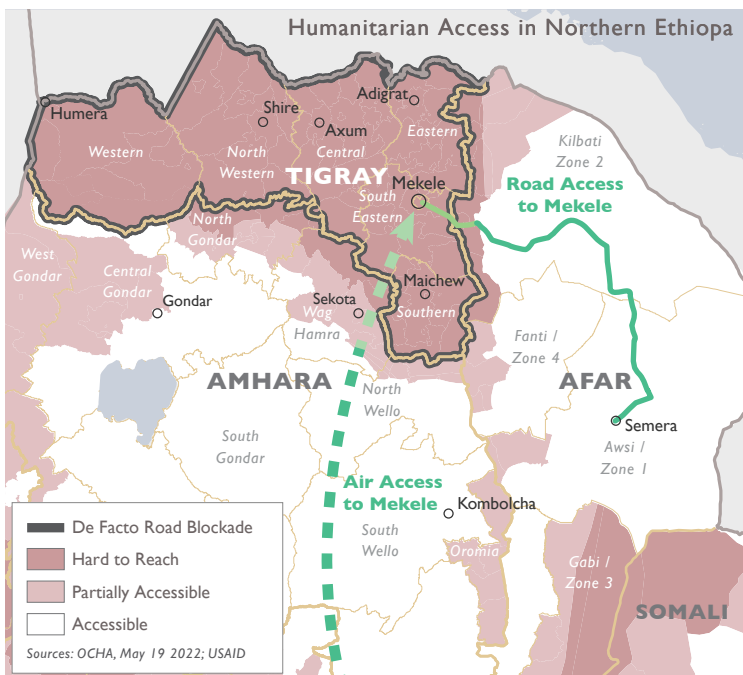 Humanitarian Access in Northern Ethiopa
Humera
Shire
Adigrat
Axum
Western
North
Western
Central
Eastern
TIGRAY
South
Eastern
Mekele
Kilbati
Zone 2
Road Access
to Mekele
North
Gondar
West
Gondar
Central
Gondar
Gondar
Sekota
Wag
Hamra
Maichew
Southern
Fanti /
Zone 4
AMHARA
AFAR
North
Wello
Semera
Awsi /
Zone 1
South
Gondar
Air Access
to Mekele
Kombolcha
South
Wello
Oromia
Gabi /
Zone 3
SOMALI
De Facto Road Blockade
Hard to Reach
Partially Accessible
Accessible
Sources: OCHA, May 19 2022; USAID